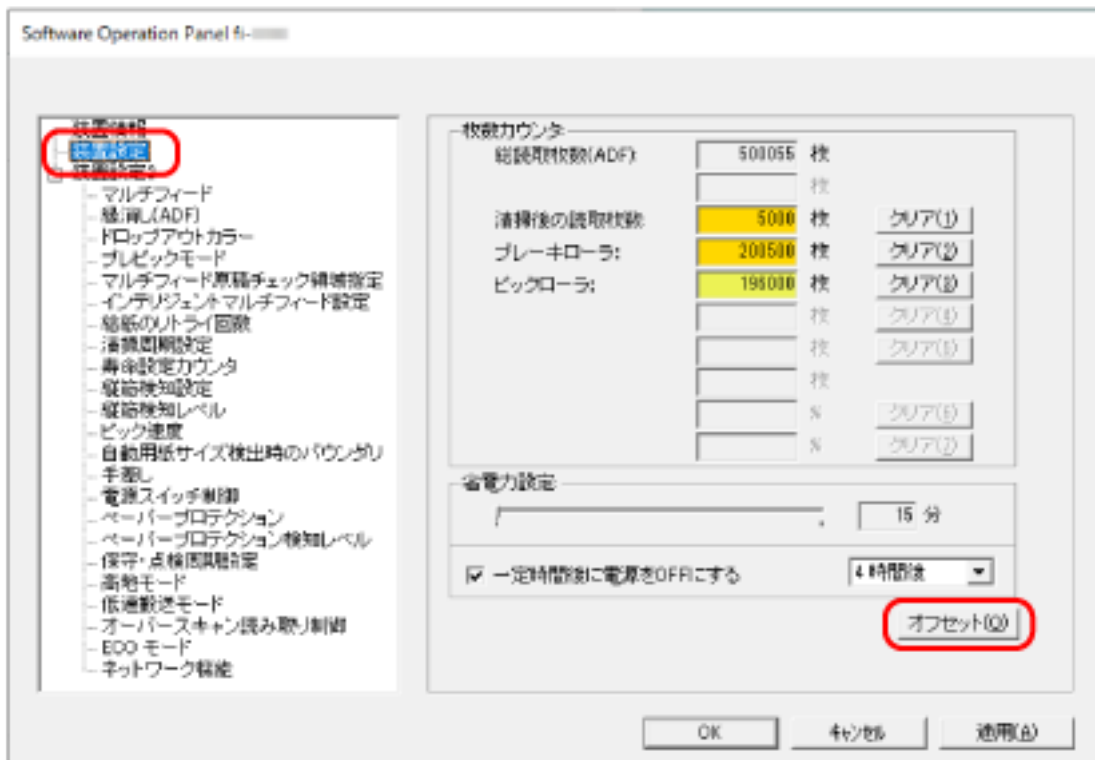 Software Operation Panel fi-
装置情報
装置設定
装置設定2
マルチフィード
縁消し(ADF)
ドロップアウトカラー
プレピックモード
マルチフィード原稿チェック領域指定
インテリジェントマルチフィード設定
給紙のリトライ回数
清掃周期設定
寿命設定カウンタ
縦筋検知設定
縦筋検知レベル
ピック速度
自動用紙サイズ検出時のバウンダリ
手差し
電源スイッチ制御
ペーパープロテクション
ペーパープロテクション検知レベル
保守・点検周期設定
高地モード
低速搬送モード
オーバースキャン読み取り制御
ECO モード
ネットワーク機能
枚数カウンタ
総読取枚数(ADF): 500055 枚
枚
清掃後の読取枚数: 5000 枚 クリア(1)
ブレーキローラ: 200500 枚 クリア(2)
ピックローラ: 196000 枚 クリア(3)
枚 クリア(4)
枚 クリア(5)
枚
% クリア(6)
% クリア(7)
省電力設定
15 分
一定時間後に電源をOFFにする 4 時間後
オフセット(O)
OK キャンセル 適用(A)